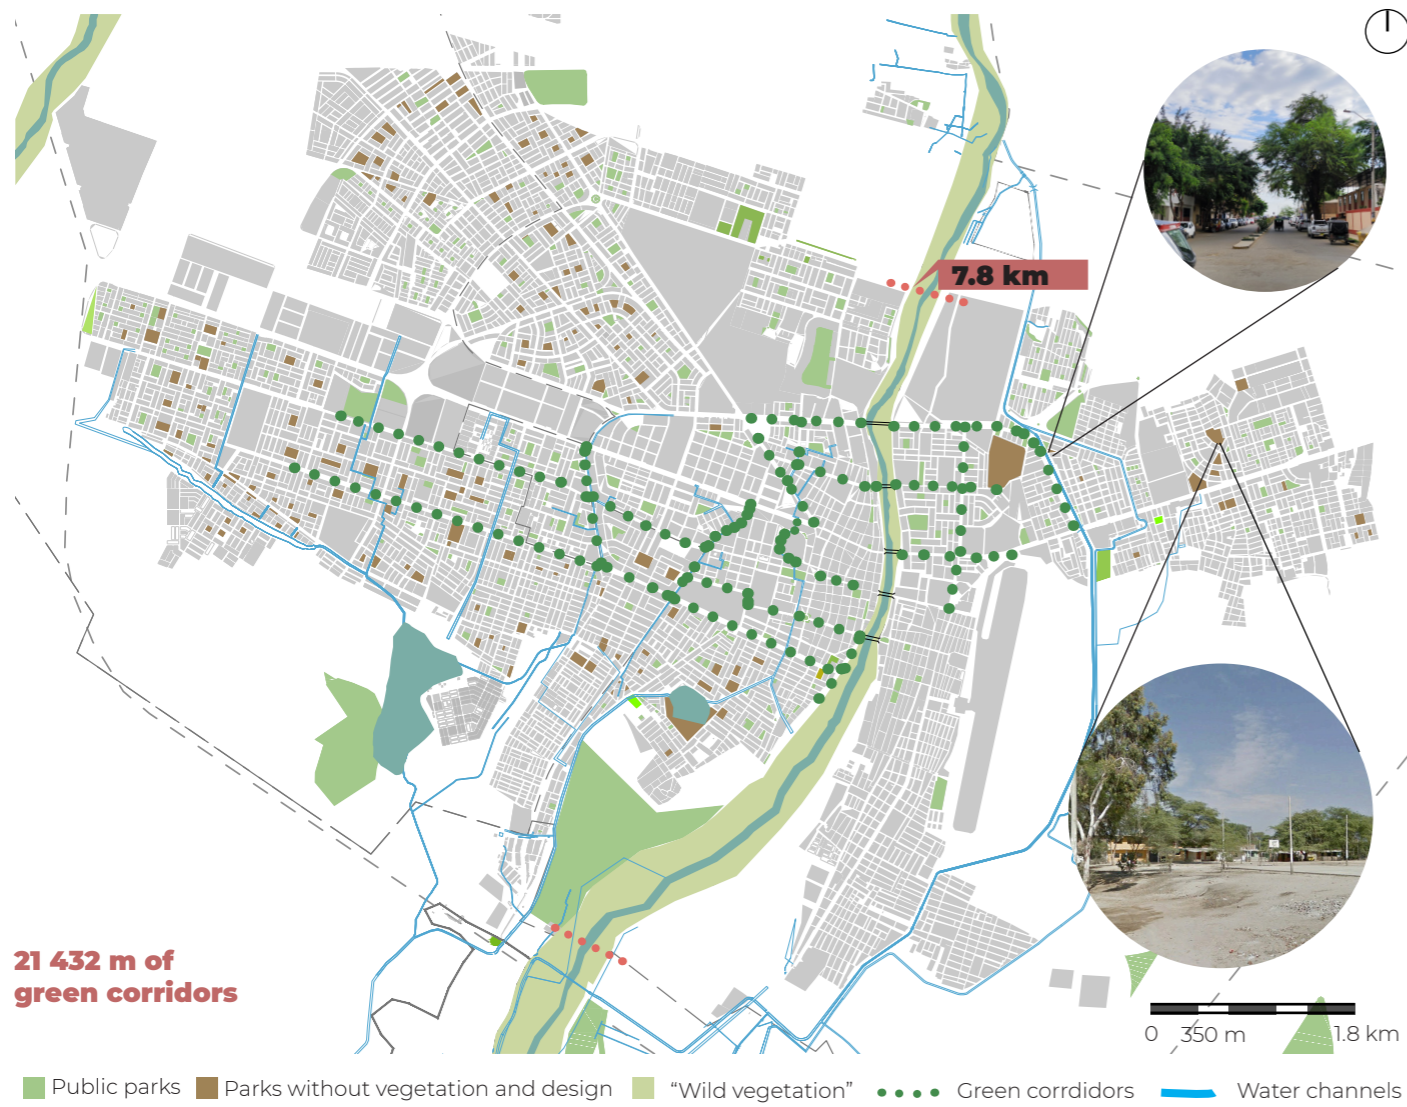 7.8 km
21 432 m of
green corridors
0 350 m 1.8 km
Public parks Parks without vegetation and design “Wild vegetation” Green corrdidors Water channels